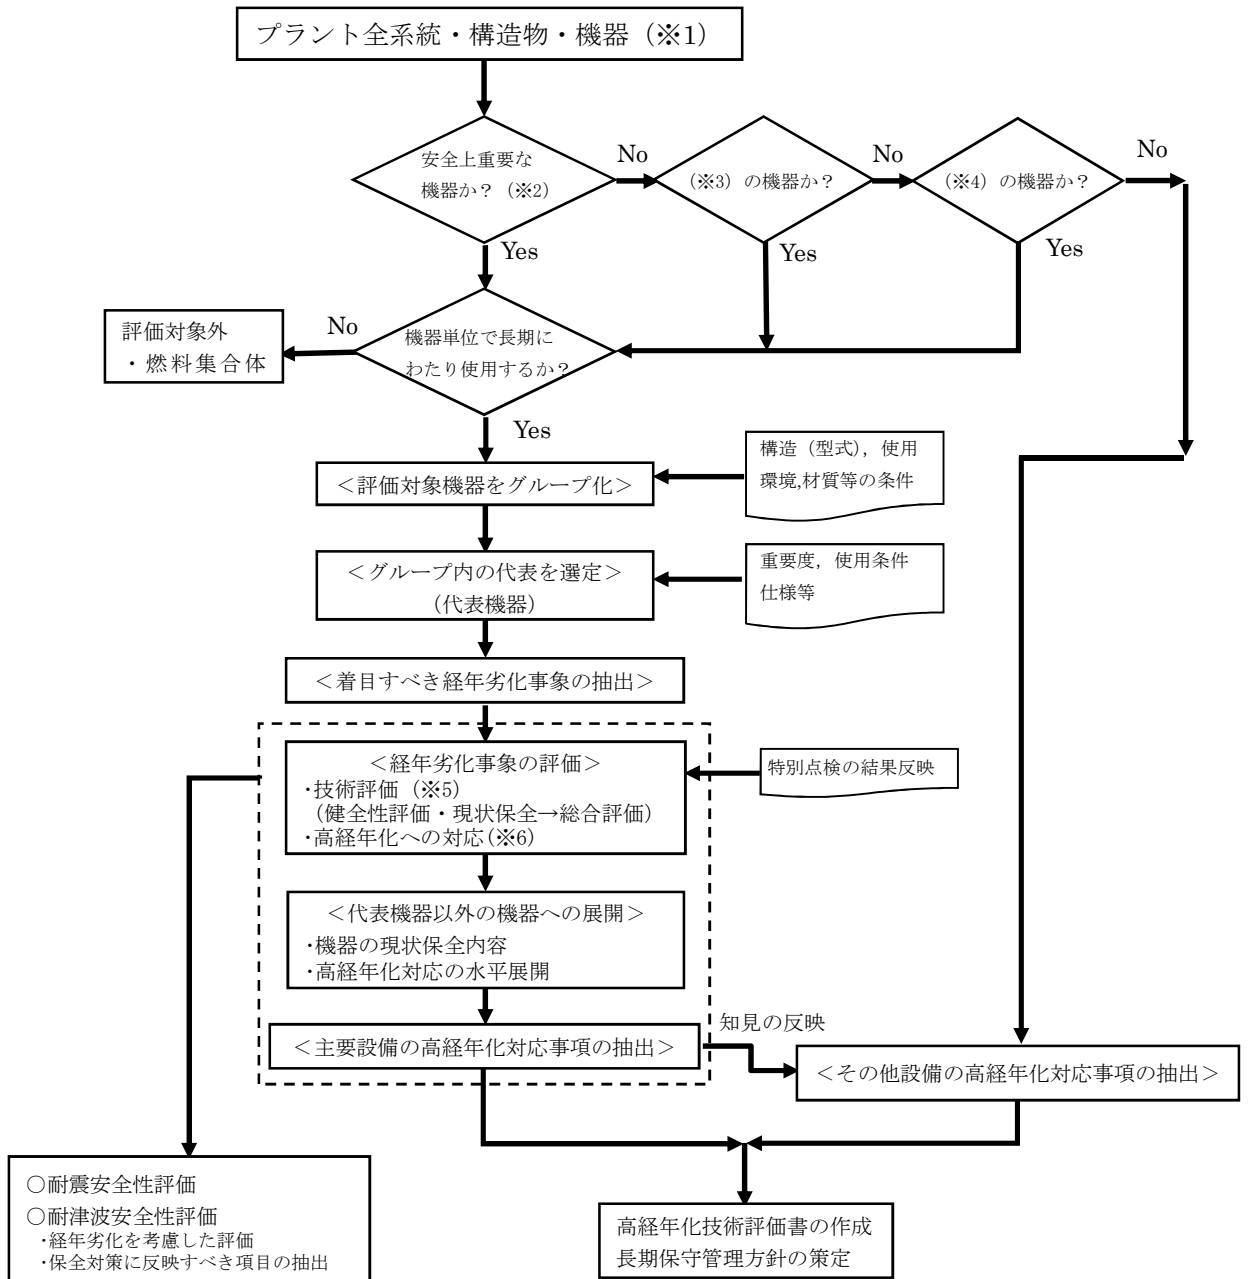 プラント全系統・構造物・機器（※1）
安全上重要な
機器か？（※2）
No
（※3）の機器か？
No
（※4）の機器か？
No
Yes
Yes
Yes
評価対象外
・燃料集合体
No
機器単位で長期に
わたり使用するか？
Yes
＜評価対象機器をグループ化＞
構造（型式），使用
環境,材質等の条件
＜グループ内の代表を選定＞
（代表機器）
重要度，使用条件
仕様等
＜着目すべき経年劣化事象の抽出＞
＜経年劣化事象の評価＞
・技術評価（※5）
（健全性評価・現状保全→総合評価）
・高経年化への対応（※6）
特別点検の結果反映
＜代表機器以外の機器への展開＞
・機器の現状保全内容
・高経年化対応の水平展開
＜主要設備の高経年化対応事項の抽出＞
知見の反映
＜その他設備の高経年化対応事項の抽出＞
○耐震安全性評価
○耐津波安全性評価
・経年劣化を考慮した評価
・保全対策に反映すべき項目の抽出
高経年化技術評価書の作成
長期保守管理方針の策定